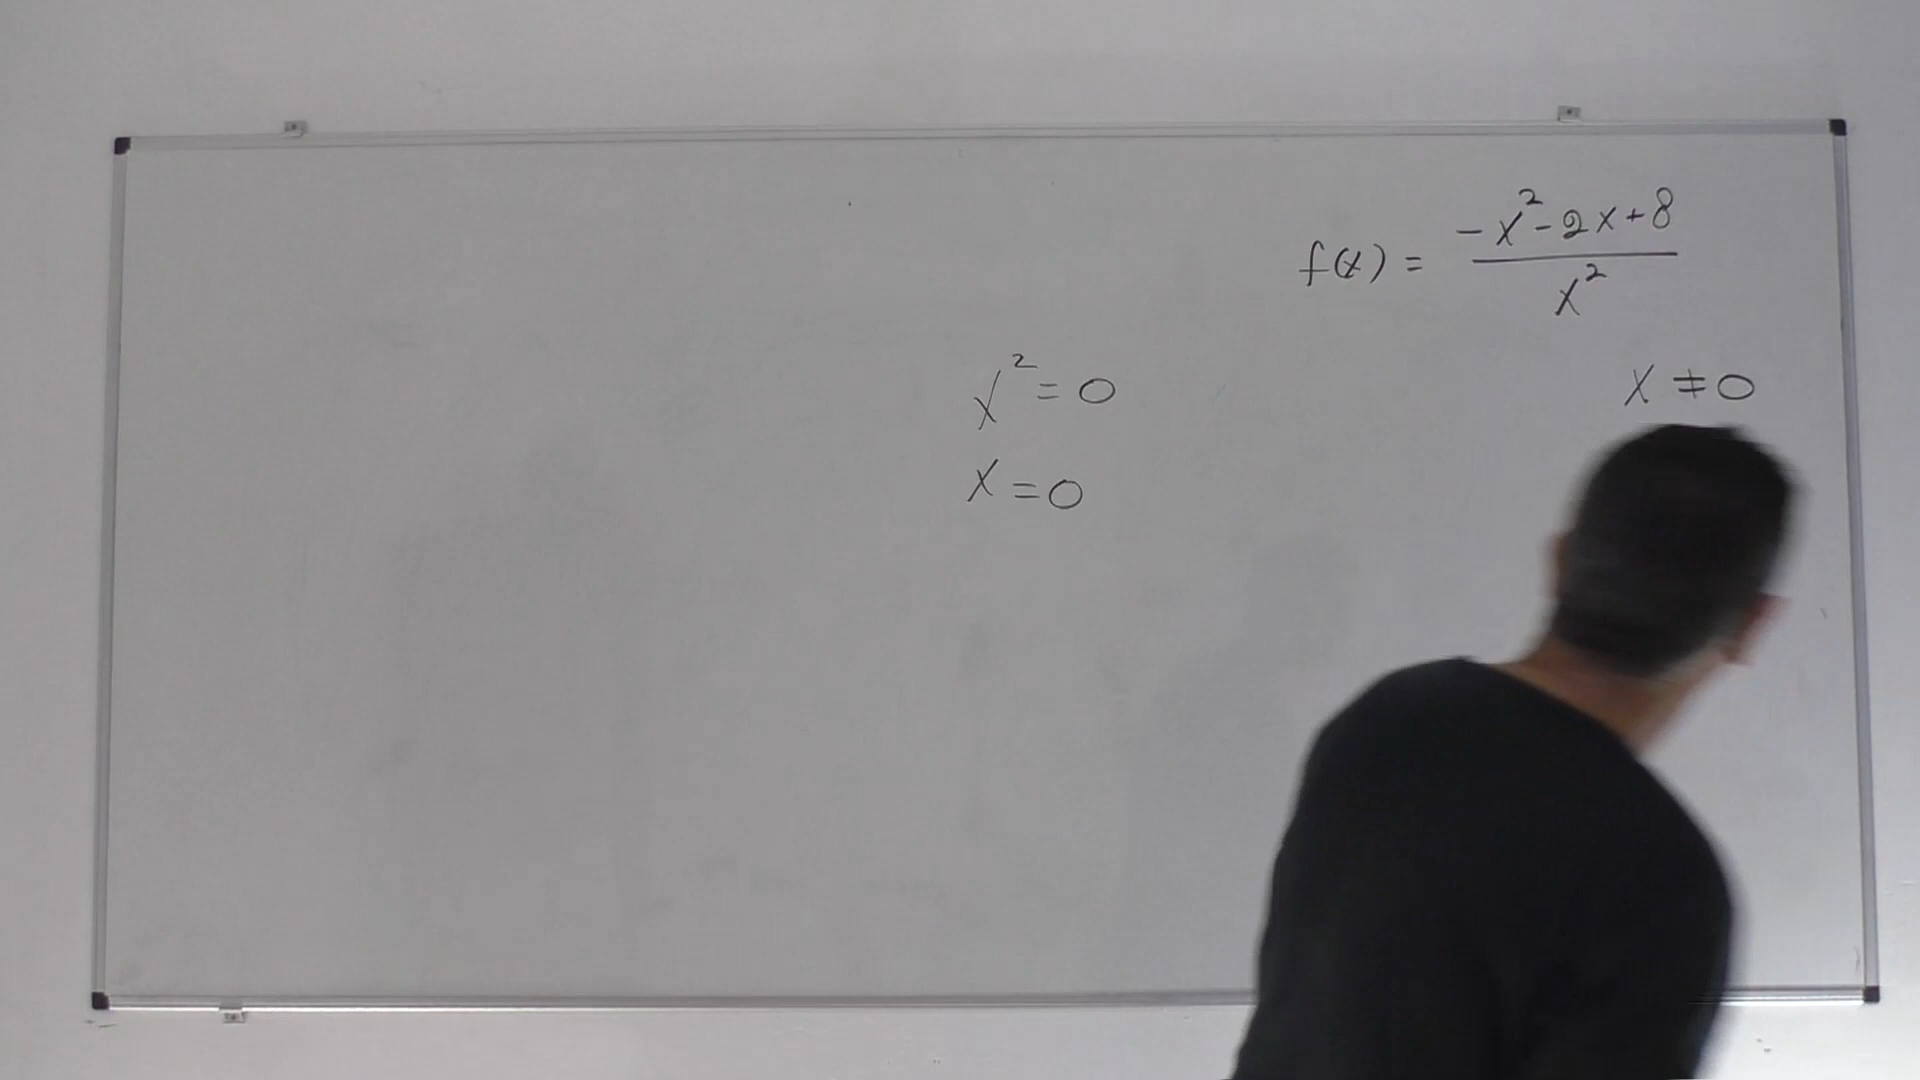 f(x) = (-x²-2x+8)/x²
x² = 0
x ≠ 0
x = 0